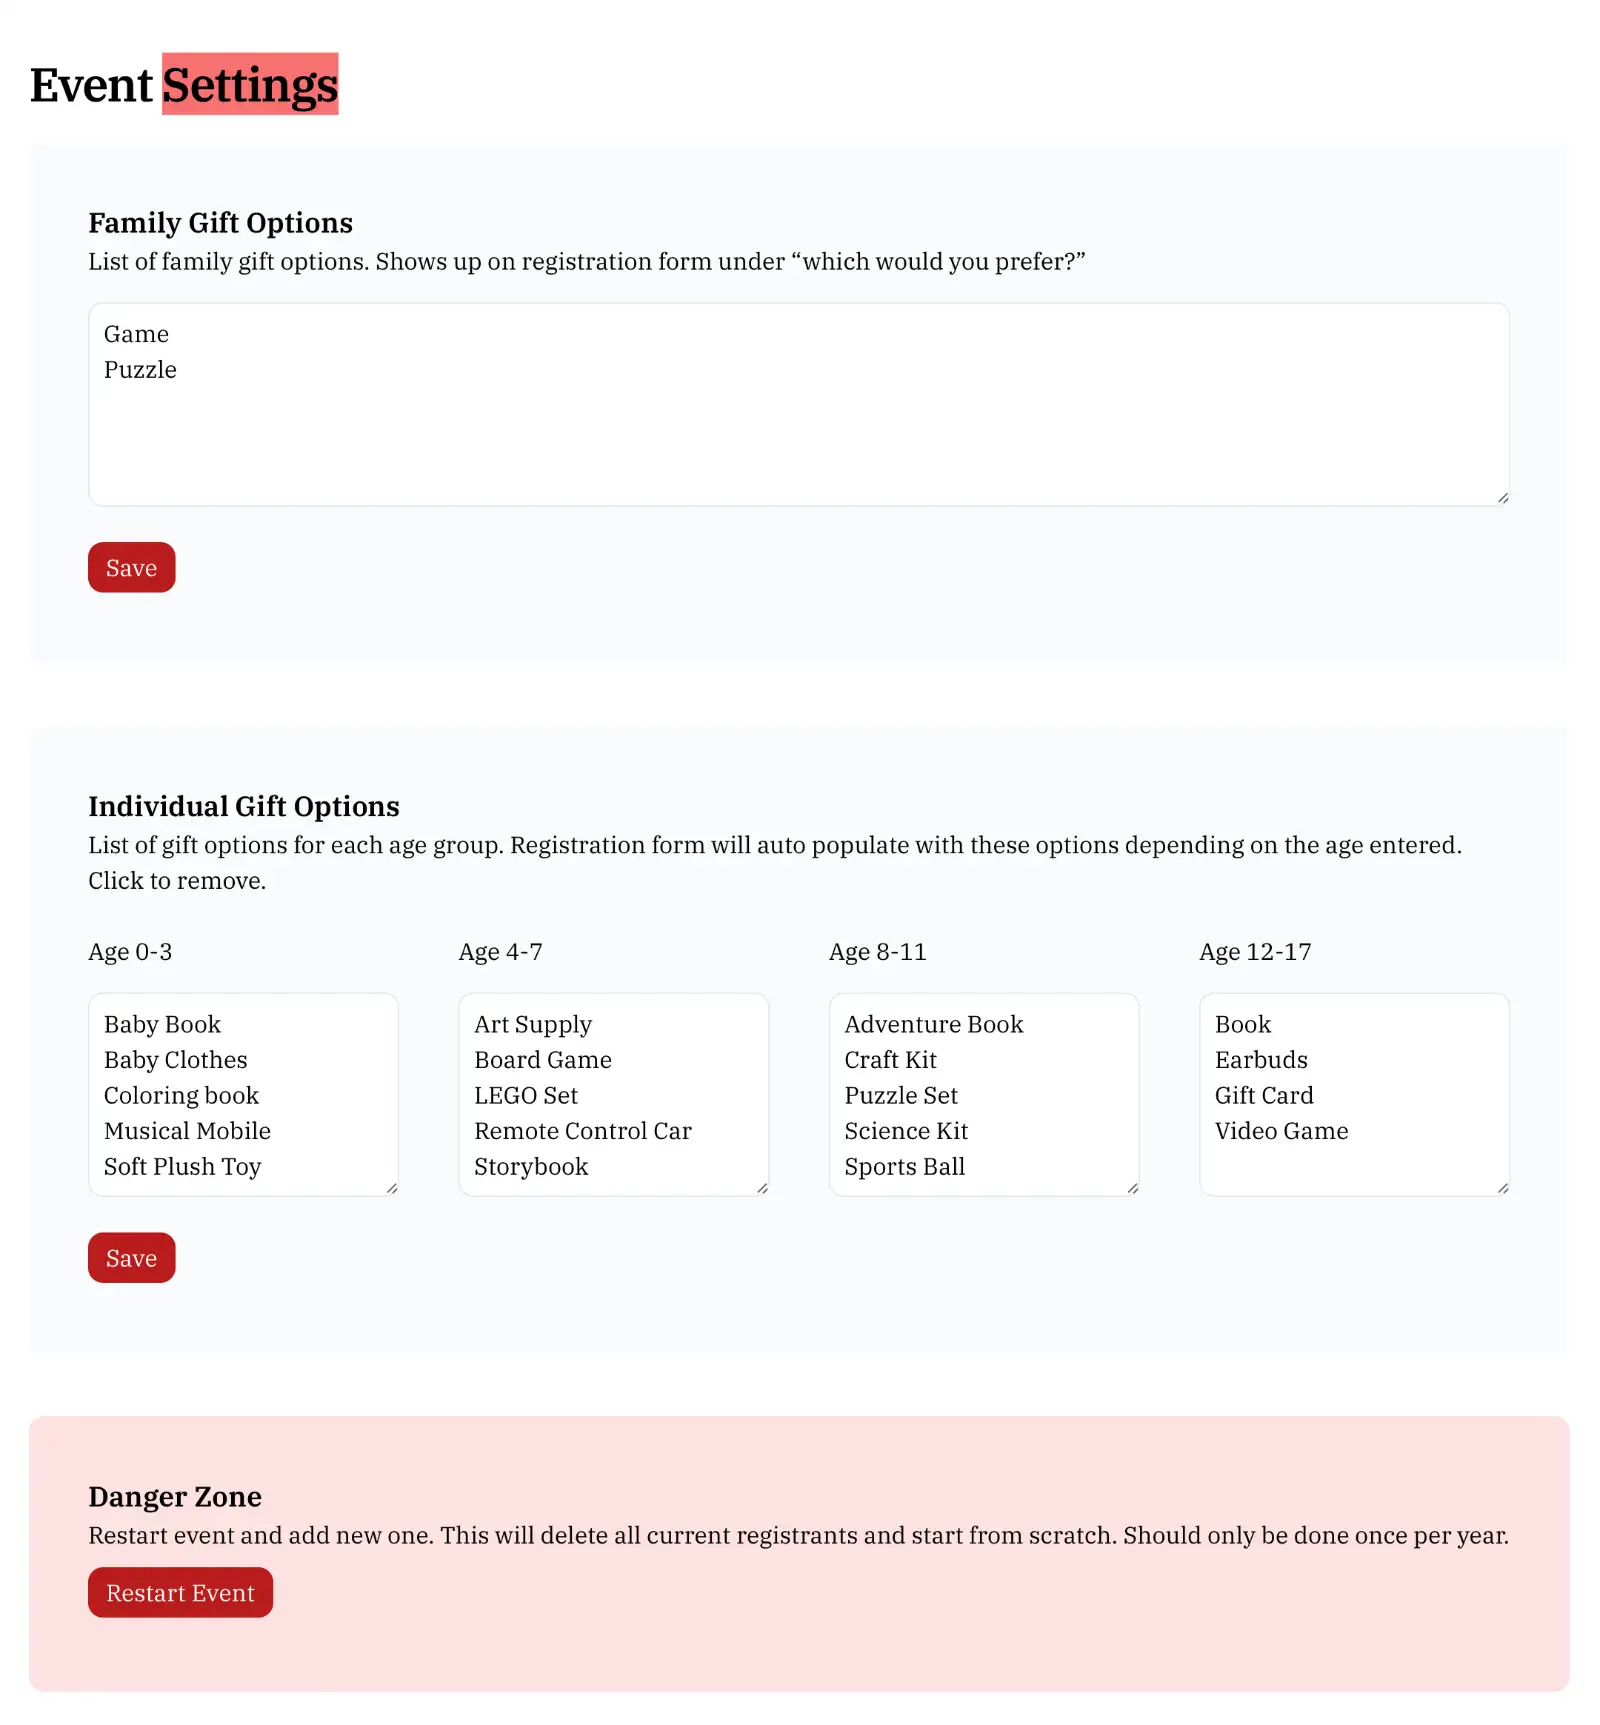 Event Settings
Family Gift Options
List of family gift options. Shows up on registration form under “which would you prefer?”
Game
Puzzle
Save
Individual Gift Options
List of gift options for each age group. Registration form will auto populate with these options depending on the age entered.
Click to remove.
Age 0-3
Baby Book
Baby Clothes
Coloring book
Musical Mobile
Soft Plush Toy
Age 4-7
Art Supply
Board Game
LEGO Set
Remote Control Car
Storybook
Age 8-11
Adventure Book
Craft Kit
Puzzle Set
Science Kit
Sports Ball
Age 12-17
Book
Earbuds
Gift Card
Video Game
Save
Danger Zone
Restart event and add new one. This will delete all current registrants and start from scratch. Should only be done once per year.
Restart Event